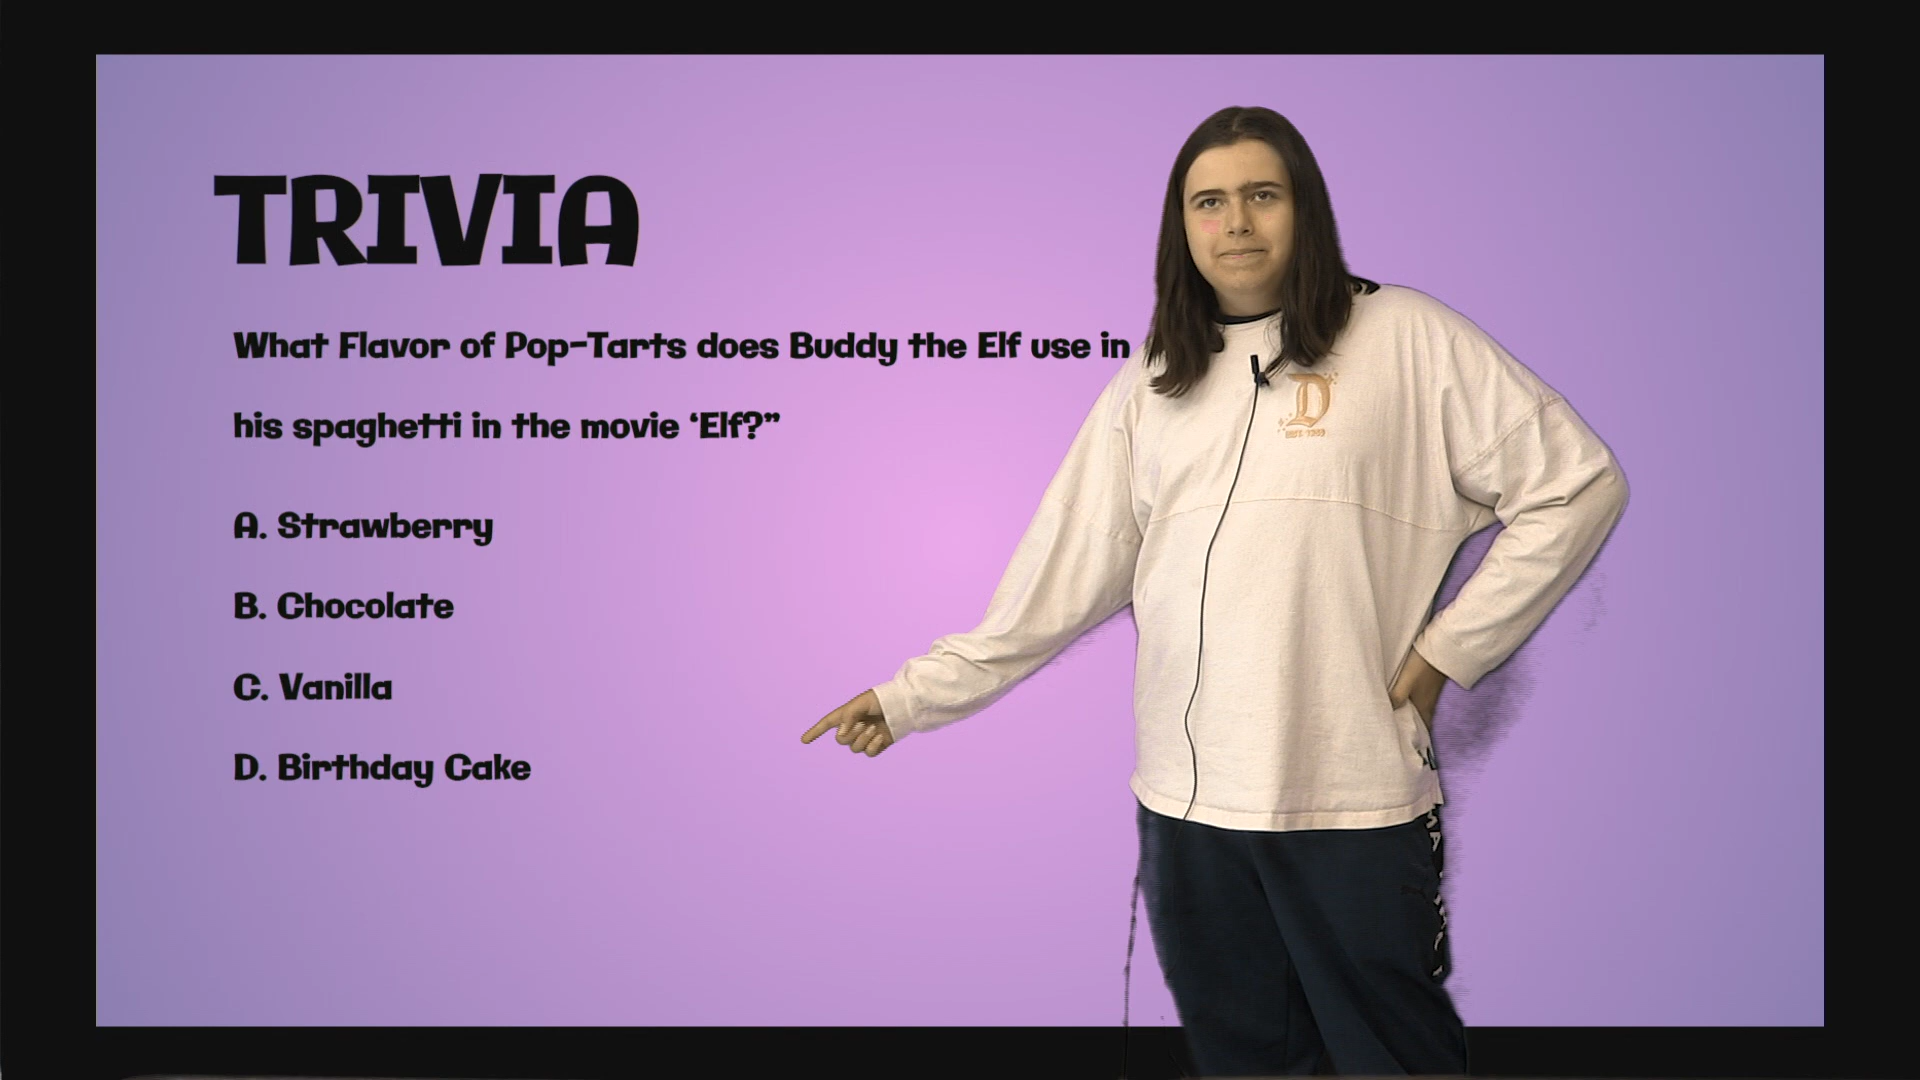 TRIVIA
What Flavor of Pop-Tarts does Buddy the Elf use in
his spaghetti in the movie ‘Elf?”
A. Strawberry
B. Chocolate
C. Vanilla
D. Birthday Cake
D